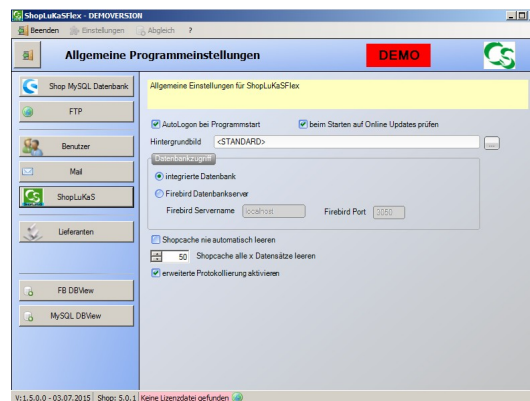 ShopLuKaSFlex - DEMOVERSION
Beenden Einstellungen Abgleich ?
Allgemeine Programmeinstellungen DEMO CS
Shop MySQL Datenbank
FTP
Benutzer
Mail
ShopLuKaS
Lieferanten
FB DBView
MySQL DBView
Allgemeine Einstellungen für ShopLuKaSFlex
AutoLogon bei Programmstart beim Starten auf Online Updates prüfen
Hintergrundbild <STANDARD> ...
Datenbankzugriff
integrierte Datenbank
Firebird Datenbankserver
Firebird Servername localhost Firebird Port 3050
Shopcache nie automatisch leeren
50 Shopcache alle x Datensätze leeren
erweiterte Protokollierung aktivieren
V:1.5.0.0 - 03.07.2015 Shop: 5.0.1 Keine Lizenzdatei gefunden